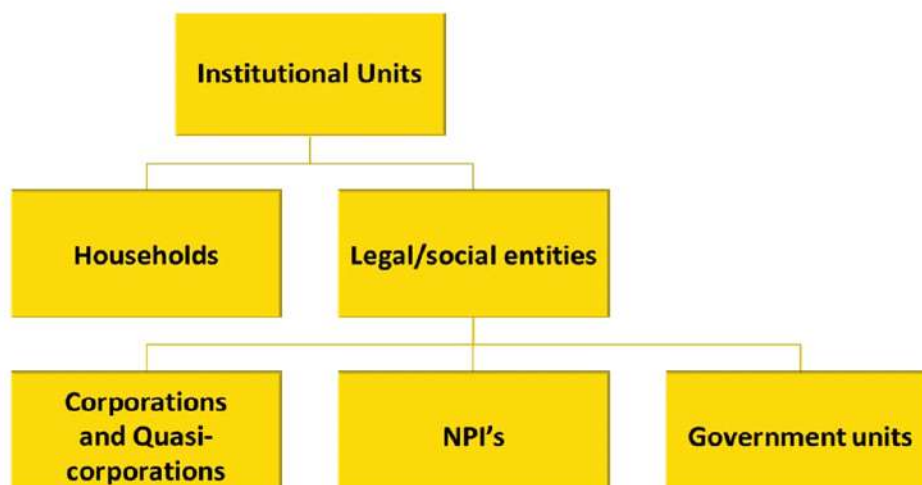 Institutional Units
Households
Legal/social entities
Corporations
and Quasi-
corporations
NPI's
Government units